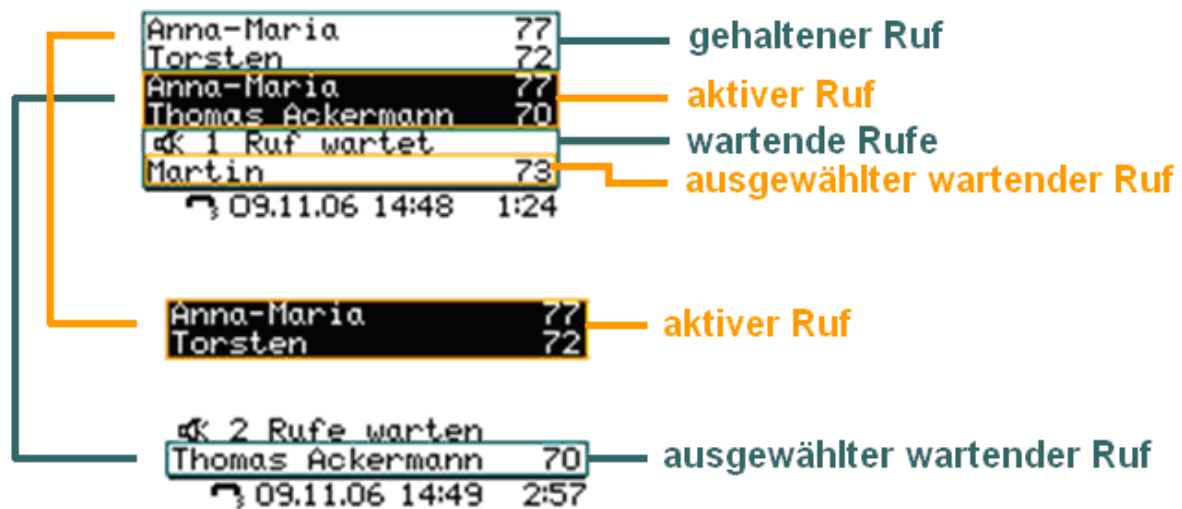 Anna-Maria 77 gehaltener Ruf
Torsten 72
Anna-Maria 77 aktiver Ruf
Thomas Ackermann 70
1 Ruf wartet wartende Rufe
Martin 73 ausgewählter wartender Ruf
09.11.06 14:48 1:24
Anna-Maria 77 aktiver Ruf
Torsten 72
2 Rufe warten
Thomas Ackermann 70 ausgewählter wartender Ruf
09.11.06 14:49 2:57